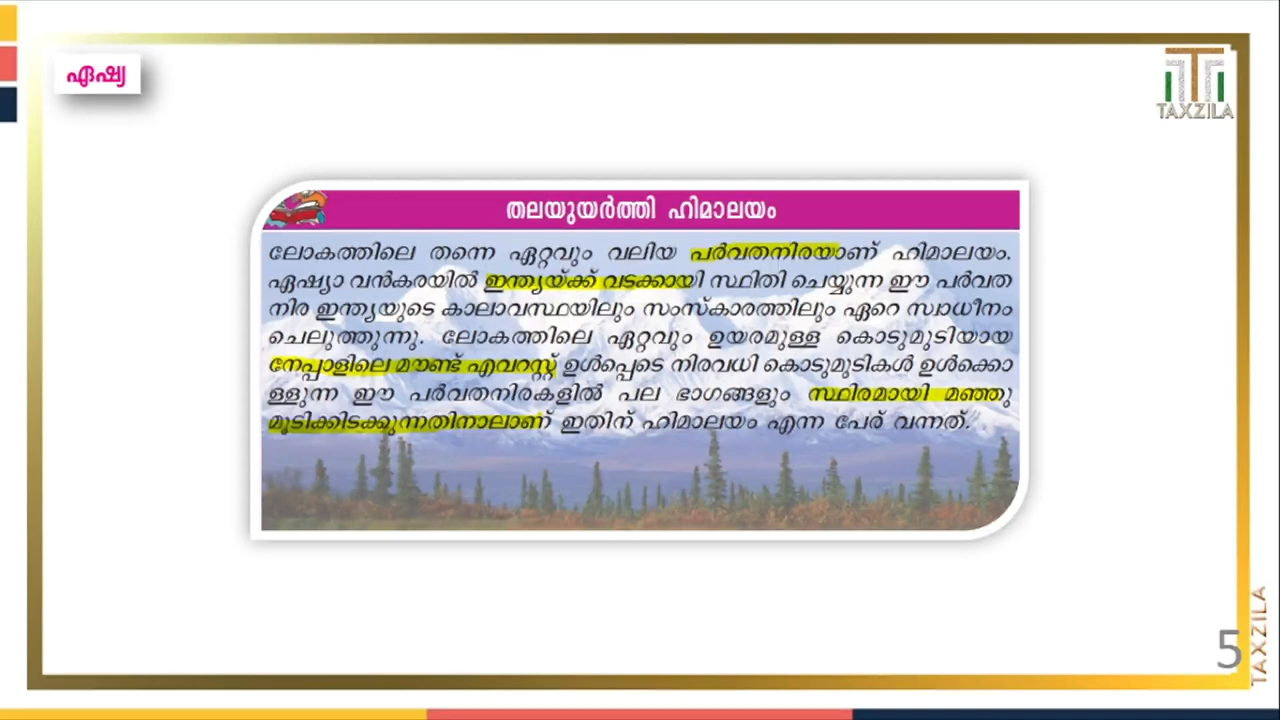 ഏഷ്യ
TAXZILA
തലയുയർത്തി ഹിമാലയം
ലോകത്തിലെ തന്നെ ഏറ്റവും വലിയ പർവതനിരയാണ് ഹിമാലയം.
ഏഷ്യാ വൻകരയിൽ ഇന്ത്യയ്ക്ക് വടക്കായി സ്ഥിതി ചെയ്യുന്ന ഈ പർവത
നിര ഇന്ത്യയുടെ കാലാവസ്ഥയിലും സംസ്കാരത്തിലും ഏറെ സ്വാധീനം
ചെലുത്തുന്നു. ലോകത്തിലെ ഏറ്റവും ഉയരമുള്ള കൊടുമുടിയായ
നേപ്പാളിലെ മൗണ്ട് എവറസ്റ്റ് ഉൾപ്പെടെ നിരവധി കൊടുമുടികൾ ഉൾക്കൊ
ള്ളുന്ന ഈ പർവതനിരകളിൽ പല ഭാഗങ്ങളും സ്ഥിരമായി മഞ്ഞു
മൂടിക്കിടക്കുന്നതിനാലാണ് ഇതിന് ഹിമാലയം എന്ന പേര് വന്നത്.
5
TAXZILA